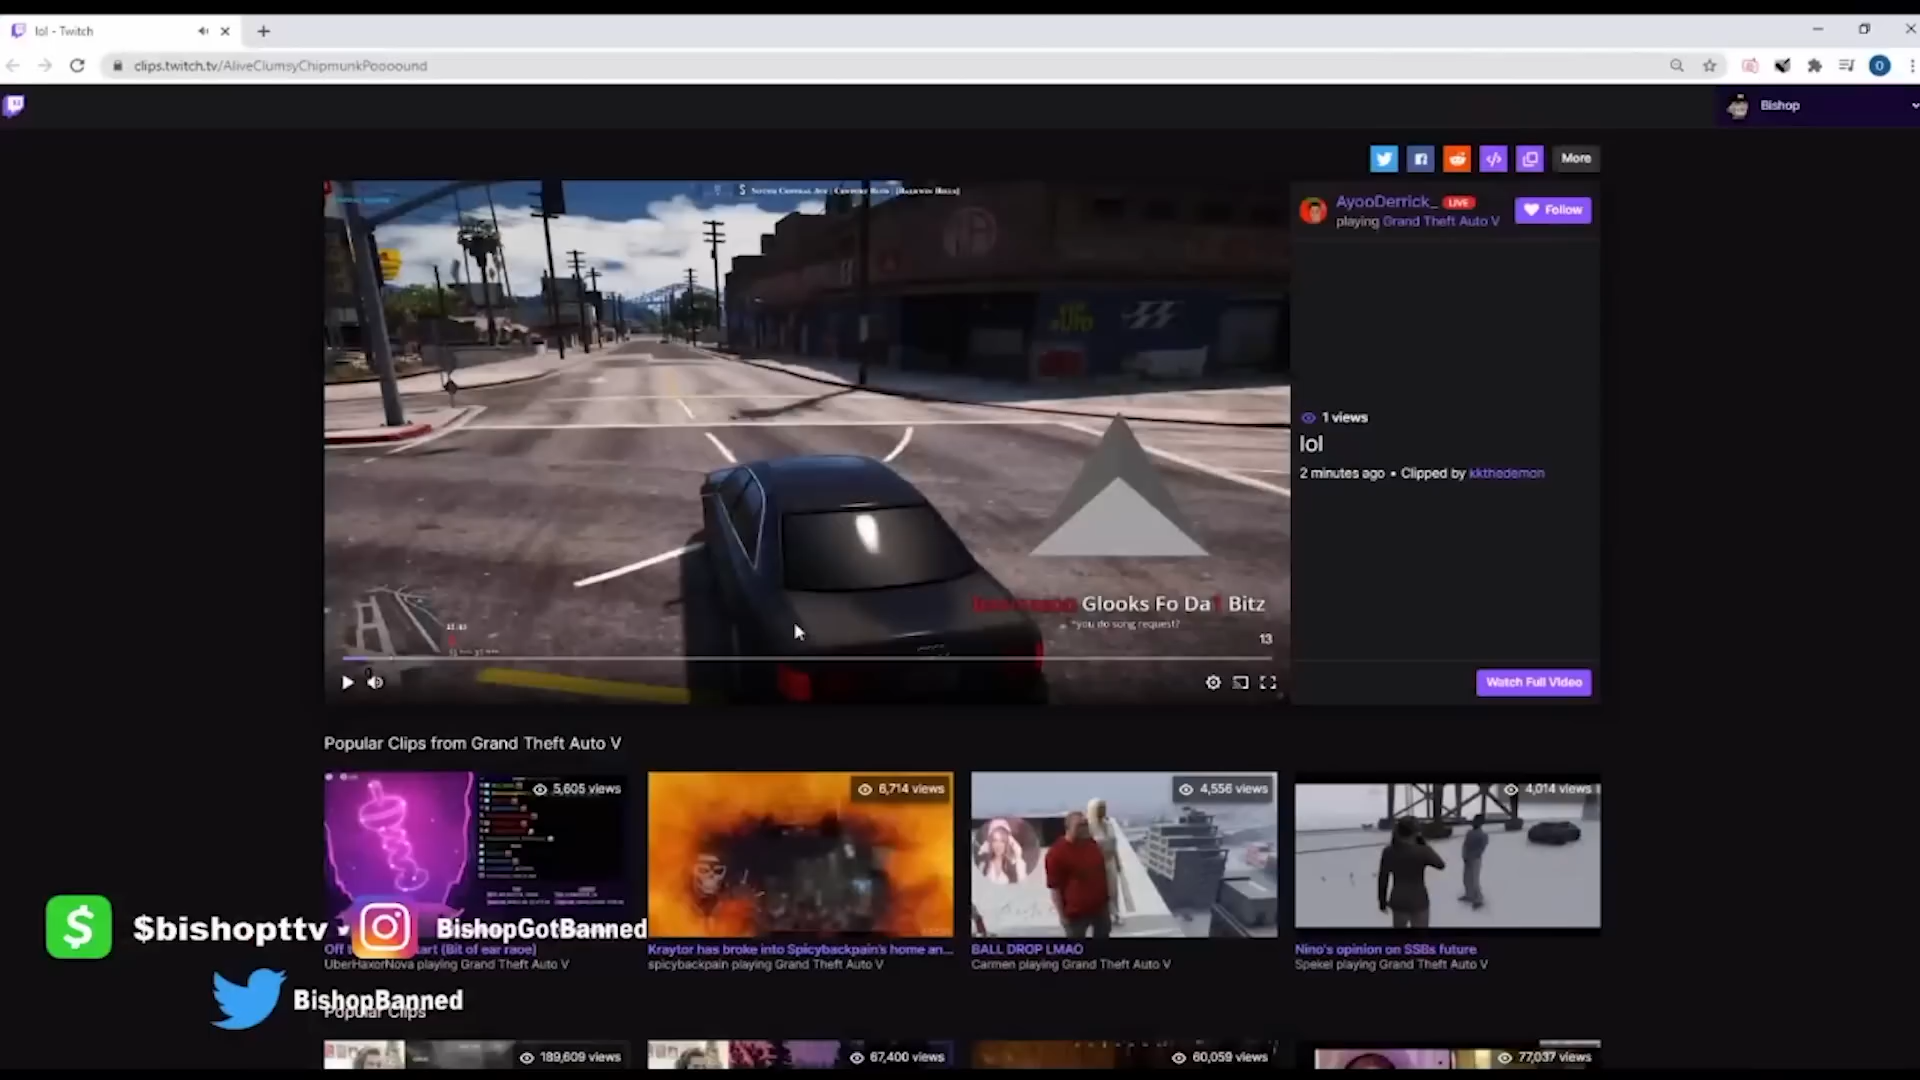 lol - Twitch
clips.twitch.tv/AliveClumsyChipmunkPoooound
O
Bishop
More
AyooDerrick_ LIVE
playing Grand Theft Auto V
Follow
Glooks Fo Da Bitz
"you do song request?
13
1 views
lol
2 minutes ago • Clipped by kkthedemon
Watch Full Video
Popular Clips from Grand Theft Auto V
5,605 views
6,714 views
4,556 views
4,014 views
$bishopttv
BishopGotBanned
(Bit of ear race)
Kraytor has broke into Spicybackpain's home an...
BALL DROP LMAO
Nino's opinion on SSBs future
UberHaxorNova playing Grand Theft Auto V
spicybackpain playing Grand Theft Auto V
Carmen playing Grand Theft Auto V
Spekel playing Grand Theft Auto V
BishopBanned
Popular Clips
189,609 views
67,400 views
60,059 views
77,037 views